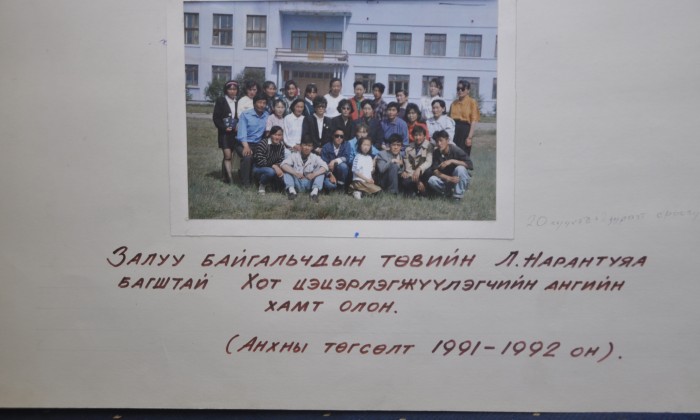 Залуу байгальчдын төвийн Л.Нарантуяа
багштай Хот цэцэрлэгжүүлэгчийн ангийн
хамт олон.
(Анхны төгсөлт 1991-1992 он).